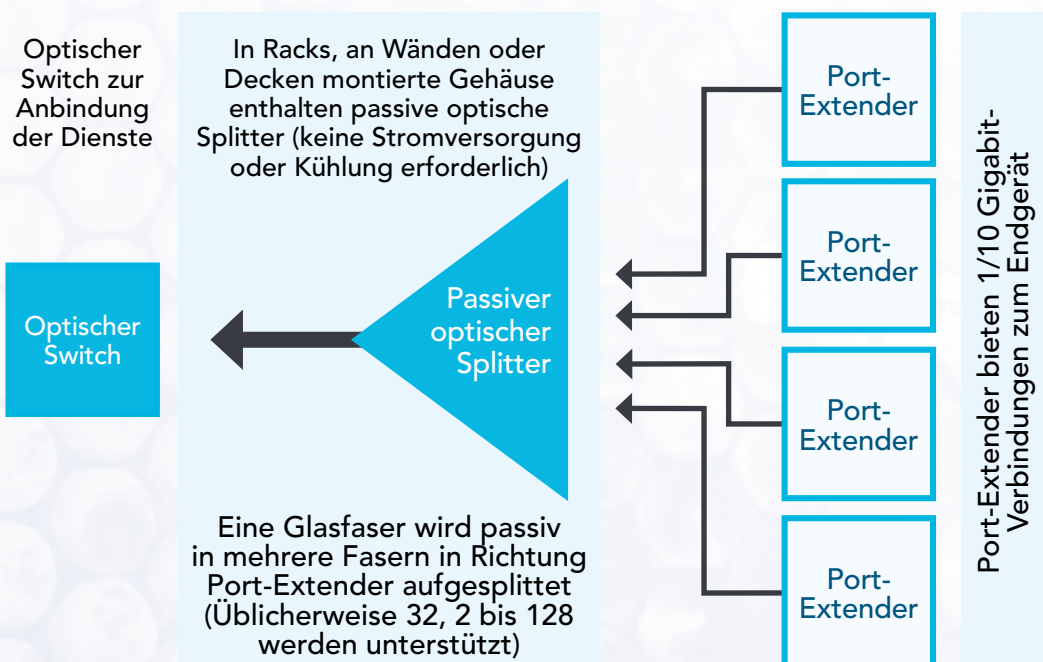 Optischer
Switch zur
Anbindung
der Dienste
In Racks, an Wänden oder
Decken montierte Gehäuse
enthalten passive optische
Splitter (keine Stromversorgung
oder Kühlung erforderlich)
Optischer
Switch
Passiver
optischer
Splitter
Eine Glasfaser wird passiv
in mehrere Fasern in Richtung
Port-Extender aufgesplittet
(Üblicherweise 32, 2 bis 128
werden unterstützt)
Port-
Extender
Port-
Extender
Port-
Extender
Port-
Extender
Port-Extender bieten 1/10 Gigabit-
Verbindungen zum Endgerät